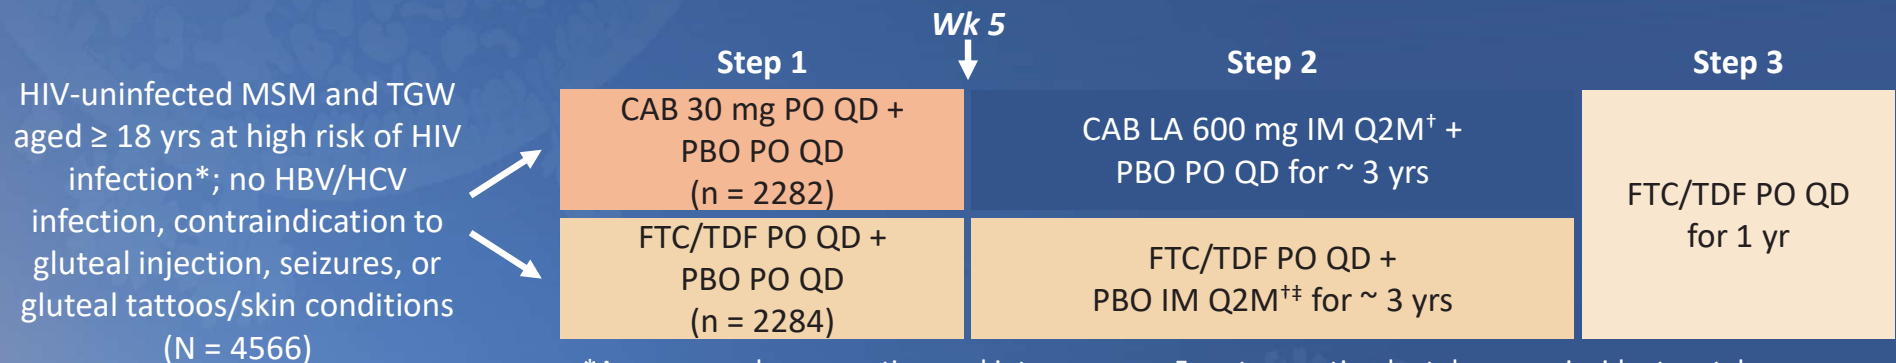 Wk 5
Step 1
Step 2
Step 3
HIV-uninfected MSM and TGW
aged ≥ 18 yrs at high risk of HIV
infection*; no HBV/HCV
infection, contraindication to
gluteal injection, seizures, or
gluteal tattoos/skin conditions
(N = 4566)
CAB 30 mg PO QD +
PBO PO QD
(n = 2282)
CAB LA 600 mg IM Q2M† +
PBO PO QD for ~ 3 yrs
FTC/TDF PO QD +
PBO PO QD
(n = 2284)
FTC/TDF PO QD +
PBO IM Q2M†‡ for ~ 3 yrs
FTC/TDF PO QD
for 1 yr